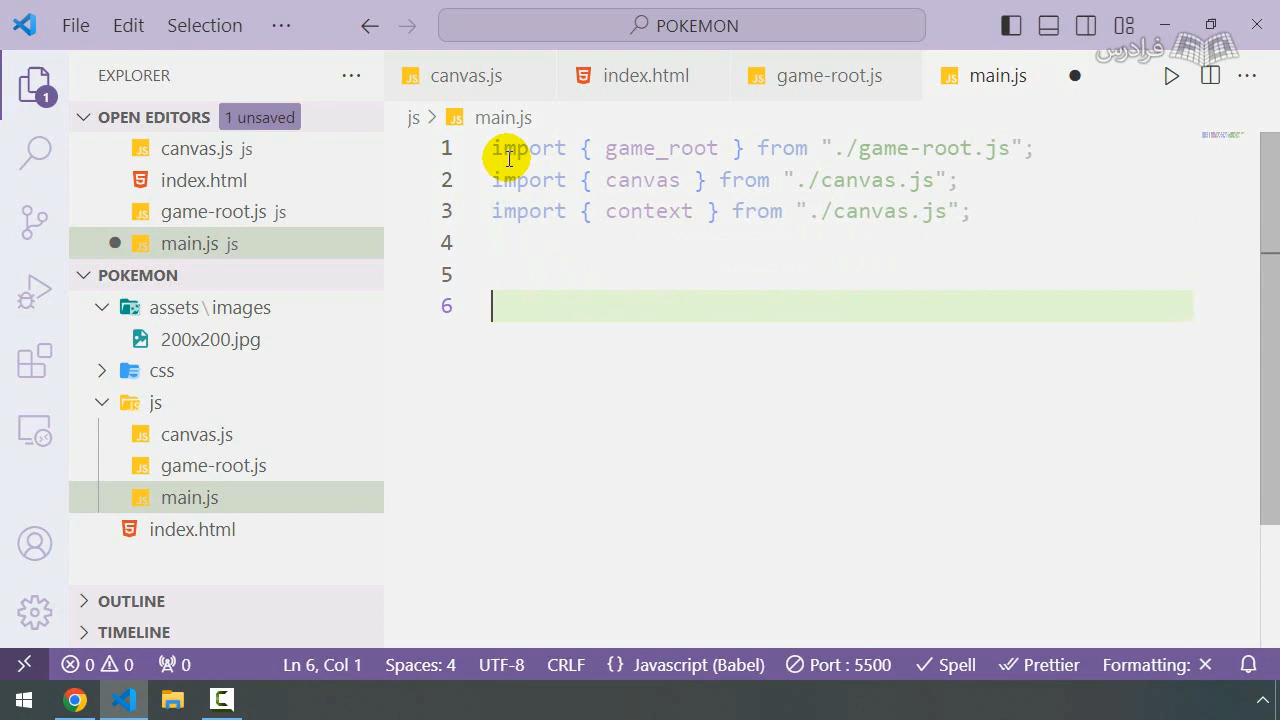 File Edit Selection ··· POKEMON
فرادرس
EXPLORER ···
canvas.js index.html game-root.js main.js
1
OPEN EDITORS 1 unsaved
canvas.js js
index.html
game-root.js js
main.js js
POKEMON
assets\images
200x200.jpg
css
js
canvas.js
game-root.js
main.js
index.html
OUTLINE
TIMELINE
js > main.js
1 import { game_root } from "./game-root.js";
2 import { canvas } from "./canvas.js";
3 import { context } from "./canvas.js";
4
5
6
0 0 0 Ln 6, Col 1 Spaces: 4 UTF-8 CRLF {} Javascript (Babel) Port : 5500 Spell Prettier Formatting: ×